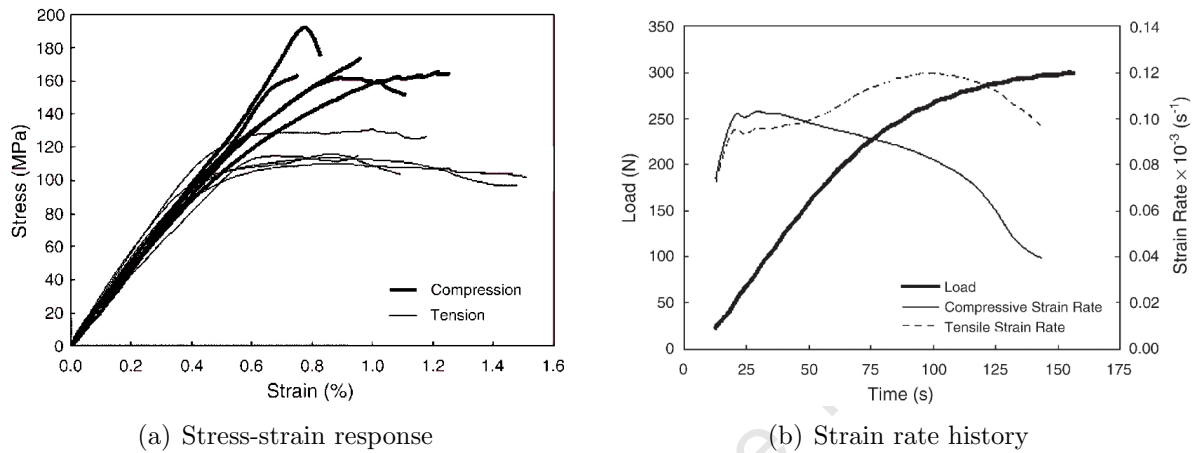 200
180
160
140
120
100
80
60
40
20
0
Stress (MPa)
Compression
Tension
0.0 0.2 0.4 0.6 0.8 1.0 1.2 1.4 1.6
Strain (%)
(a) Stress-strain response
350
300
250
200
150
100
50
0
Load (N)
0.14
0.12
0.10
0.08
0.06
0.04
0.02
0.00
Strain Rate × 10⁻³ (s⁻¹)
Load
Compressive Strain Rate
Tensile Strain Rate
0 25 50 75 100 125 150 175
Time (s)
(b) Strain rate history